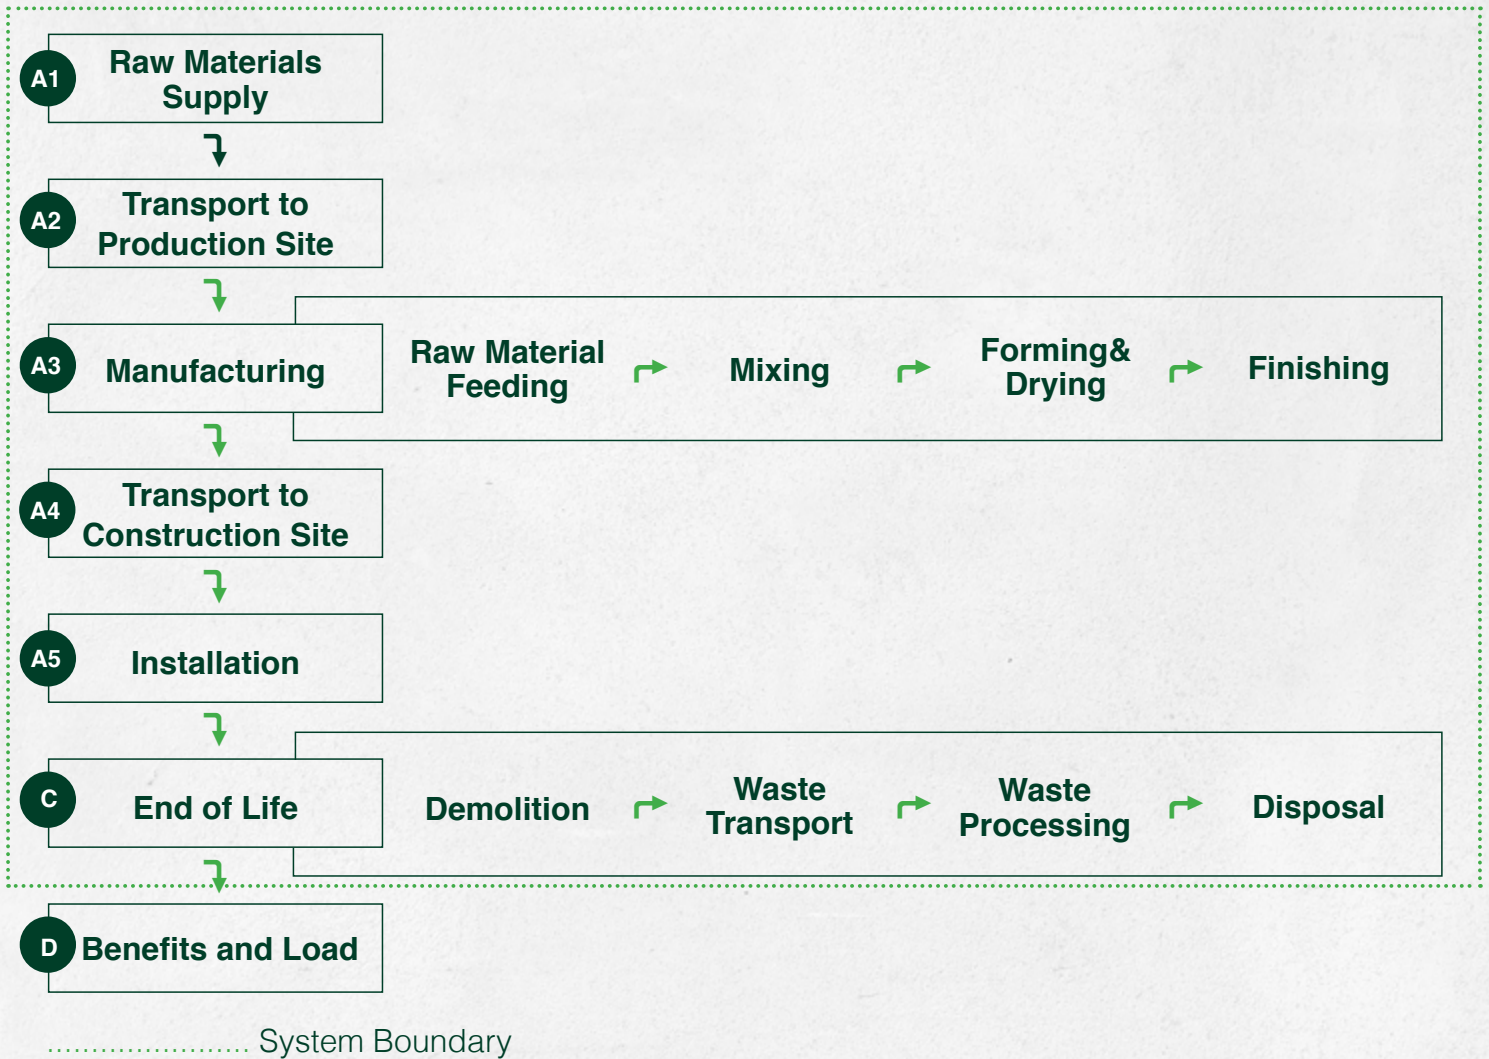 A1
Raw Materials
Supply
A2
Transport to
Production Site
A3
Manufacturing
Raw Material
Feeding
Mixing
Forming&
Drying
Finishing
A4
Transport to
Construction Site
A5
Installation
C
End of Life
Demolition
Waste
Transport
Waste
Processing
Disposal
D
Benefits and Load
System Boundary